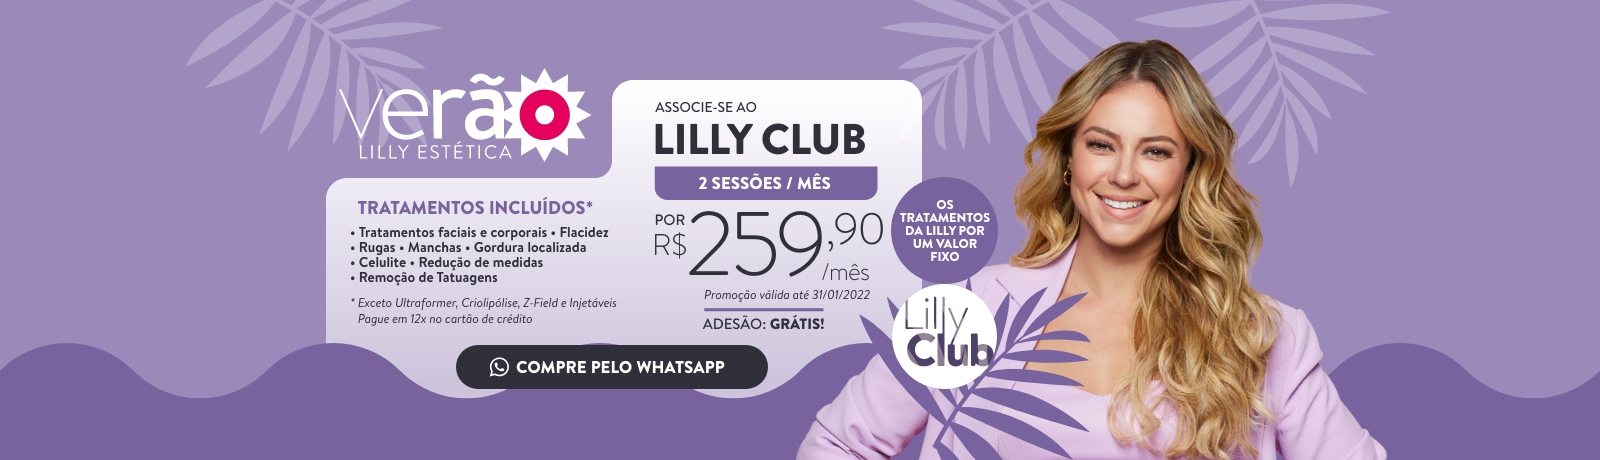 verão
LILLY ESTÉTICA
TRATAMENTOS INCLUÍDOS*
• Tratamentos faciais e corporais • Flacidez
• Rugas • Manchas • Gordura localizada
• Celulite • Redução de medidas
• Remoção de Tatuagens
* Exceto Ultraformer, Criolipólise, Z-Field e Injetáveis
Pague em 12x no cartão de crédito
ASSOCIE-SE AO
LILLY CLUB
2 SESSÕES / MÊS
POR
R$ 259,90
/mês
Promoção válida até 31/01/2022
ADESÃO: GRÁTIS!
COMPRE PELO WHATSAPP
OS
TRATAMENTOS
DA LILLY POR
UM VALOR
FIXO
Lilly
Club